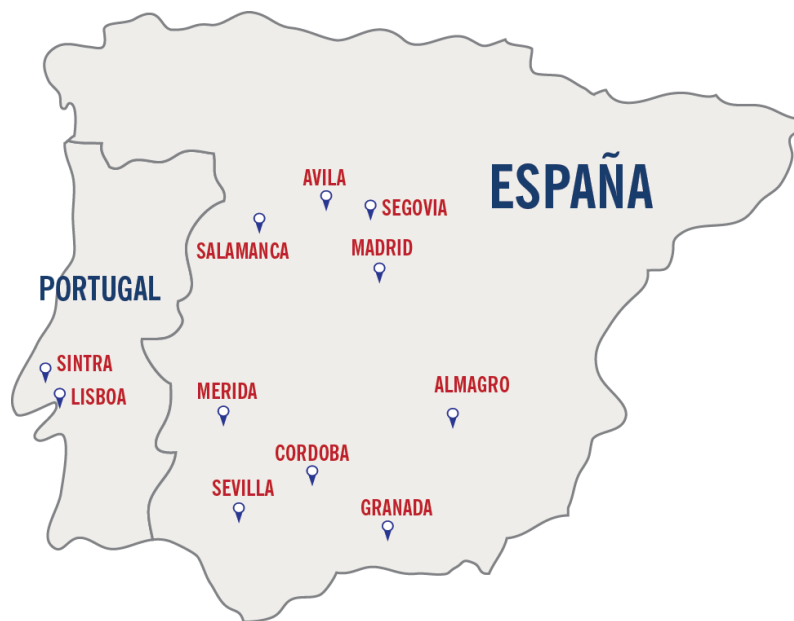 AVILA
ESPAÑA
SEGOVIA
SALAMANCA
MADRID
PORTUGAL
SINTRA
LISBOA
MERIDA
ALMAGRO
CORDOBA
SEVILLA
GRANADA